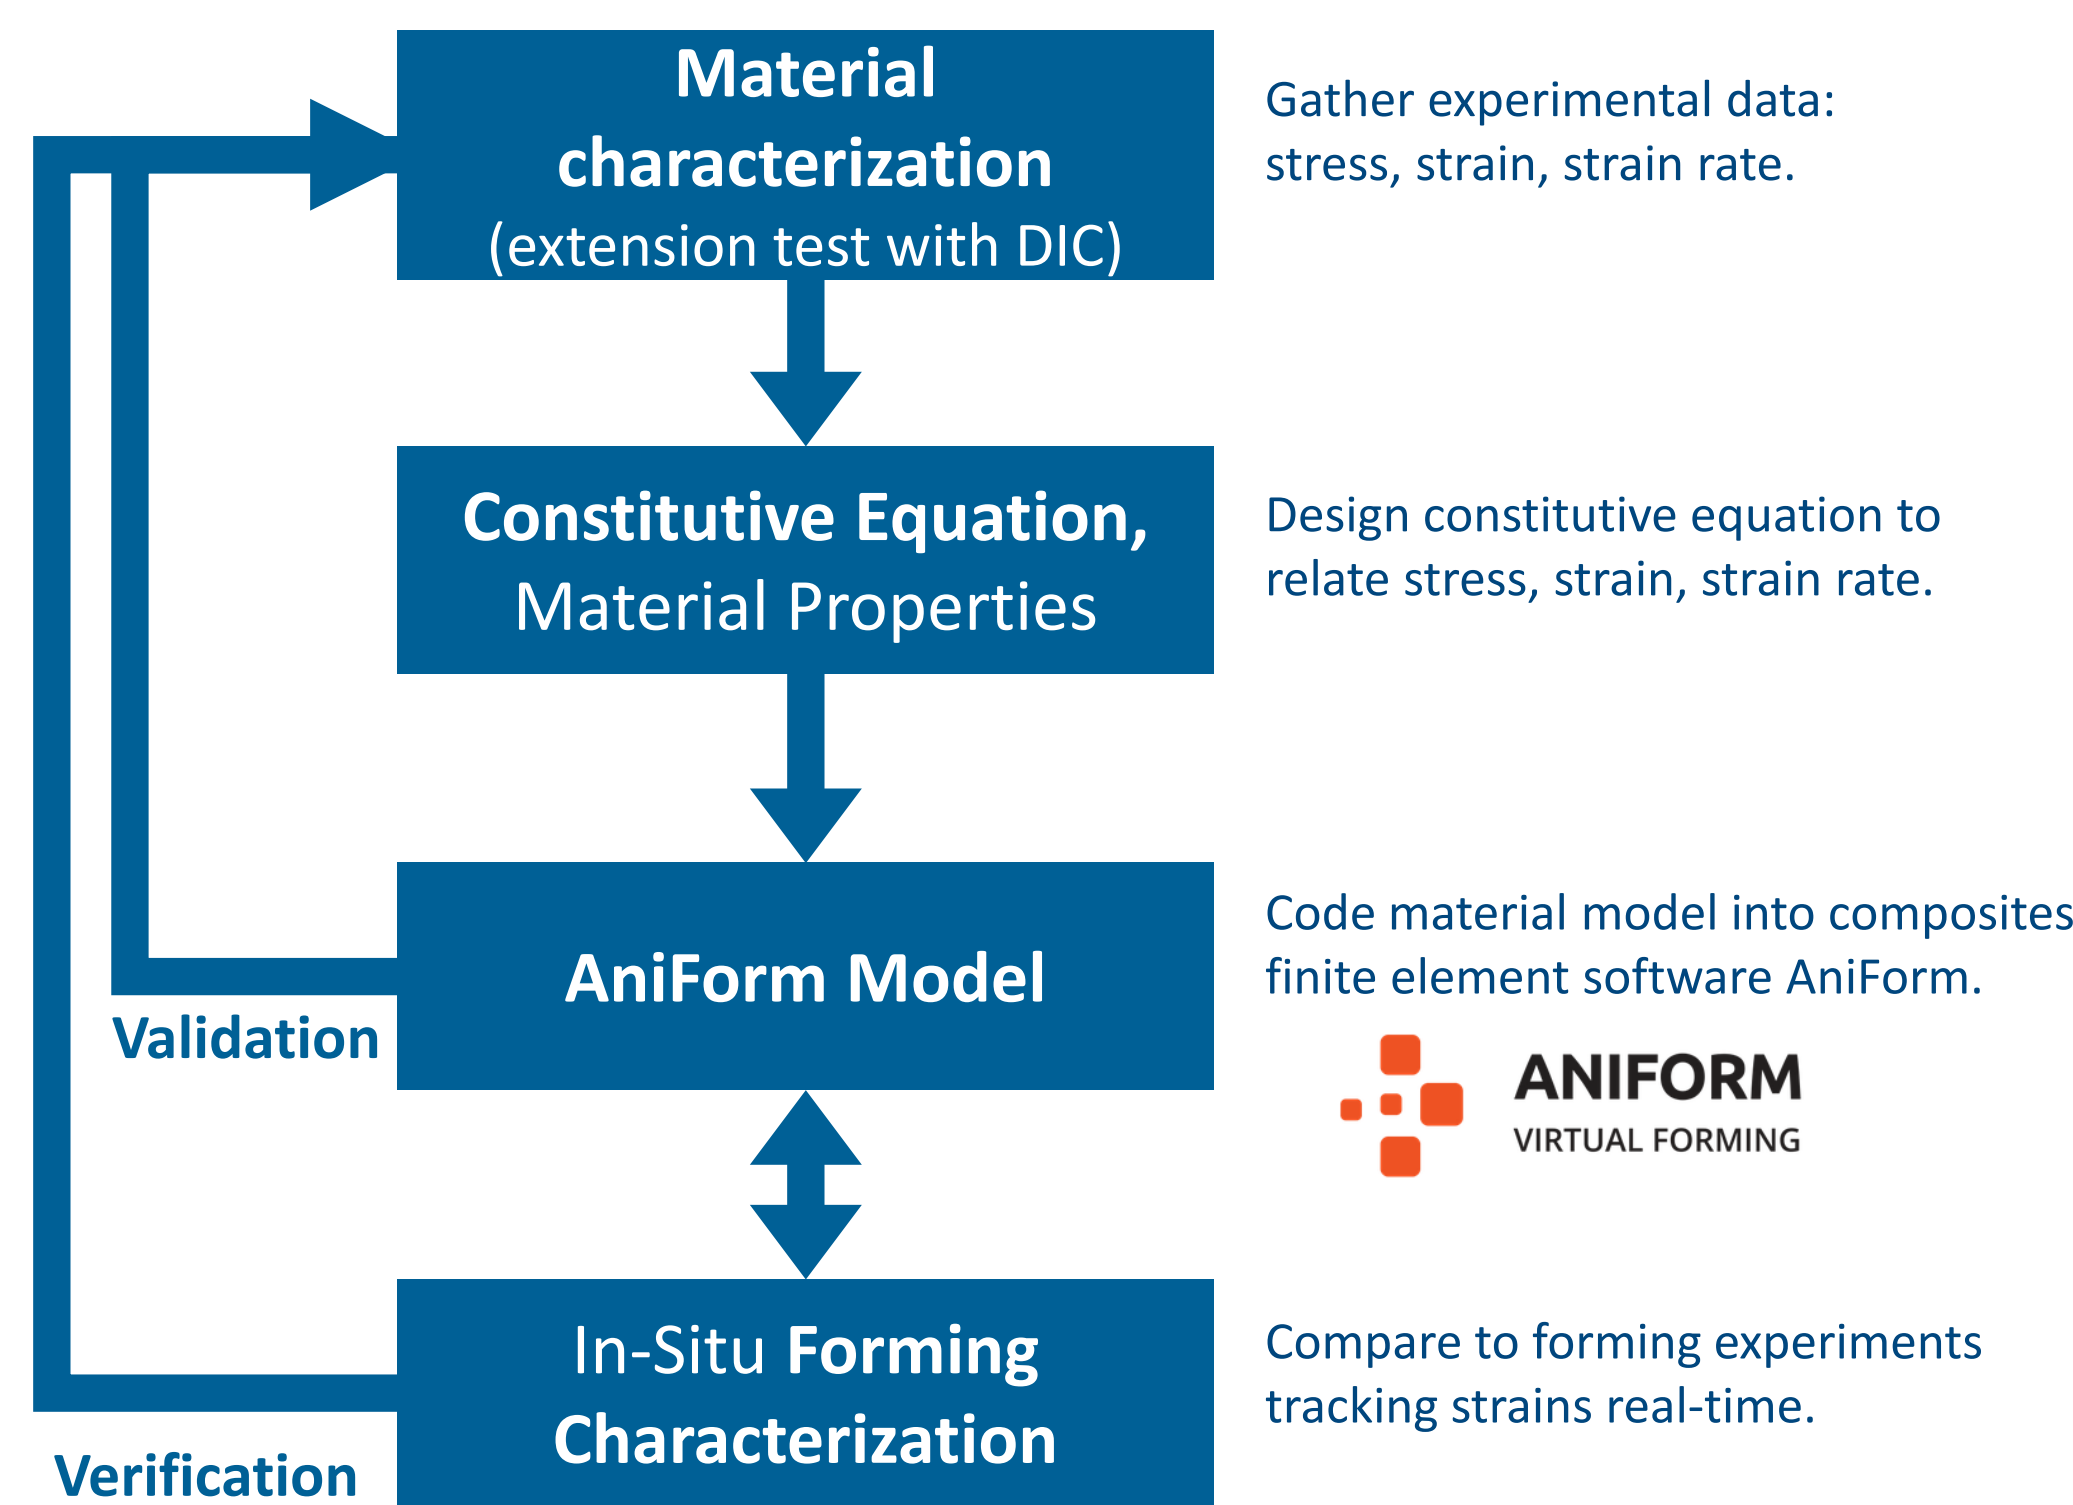 Material
characterization
(extension test with DIC)
Gather experimental data:
stress, strain, strain rate.
Constitutive Equation,
Material Properties
Design constitutive equation to
relate stress, strain, strain rate.
AniForm Model
Code material model into composites
finite element software AniForm.
Validation
ANIFORM
VIRTUAL FORMING
In-Situ Forming
Characterization
Compare to forming experiments
tracking strains real-time.
Verification